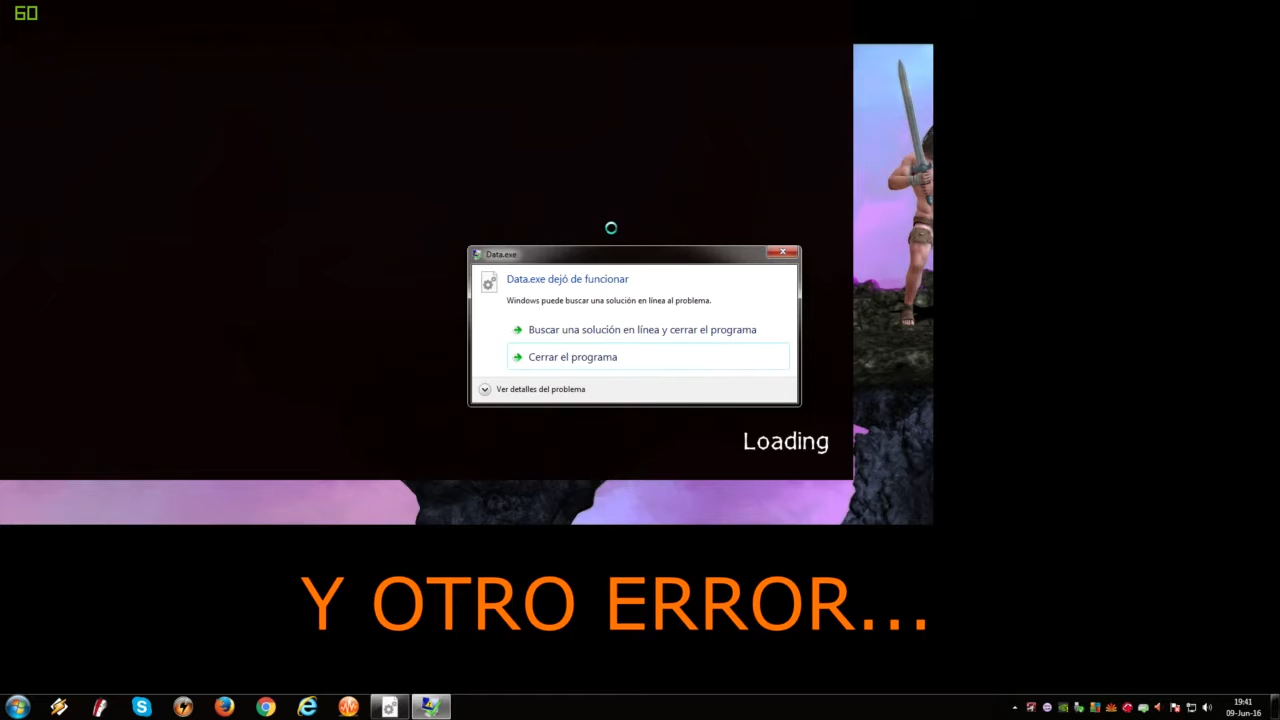 60
Data.exe
Data.exe dejó de funcionar
Windows puede buscar una solución en línea al problema.
Buscar una solución en línea y cerrar el programa
Cerrar el programa
Ver detalles del problema
Loading
Y OTRO ERROR...
19:41
09-Jun-16